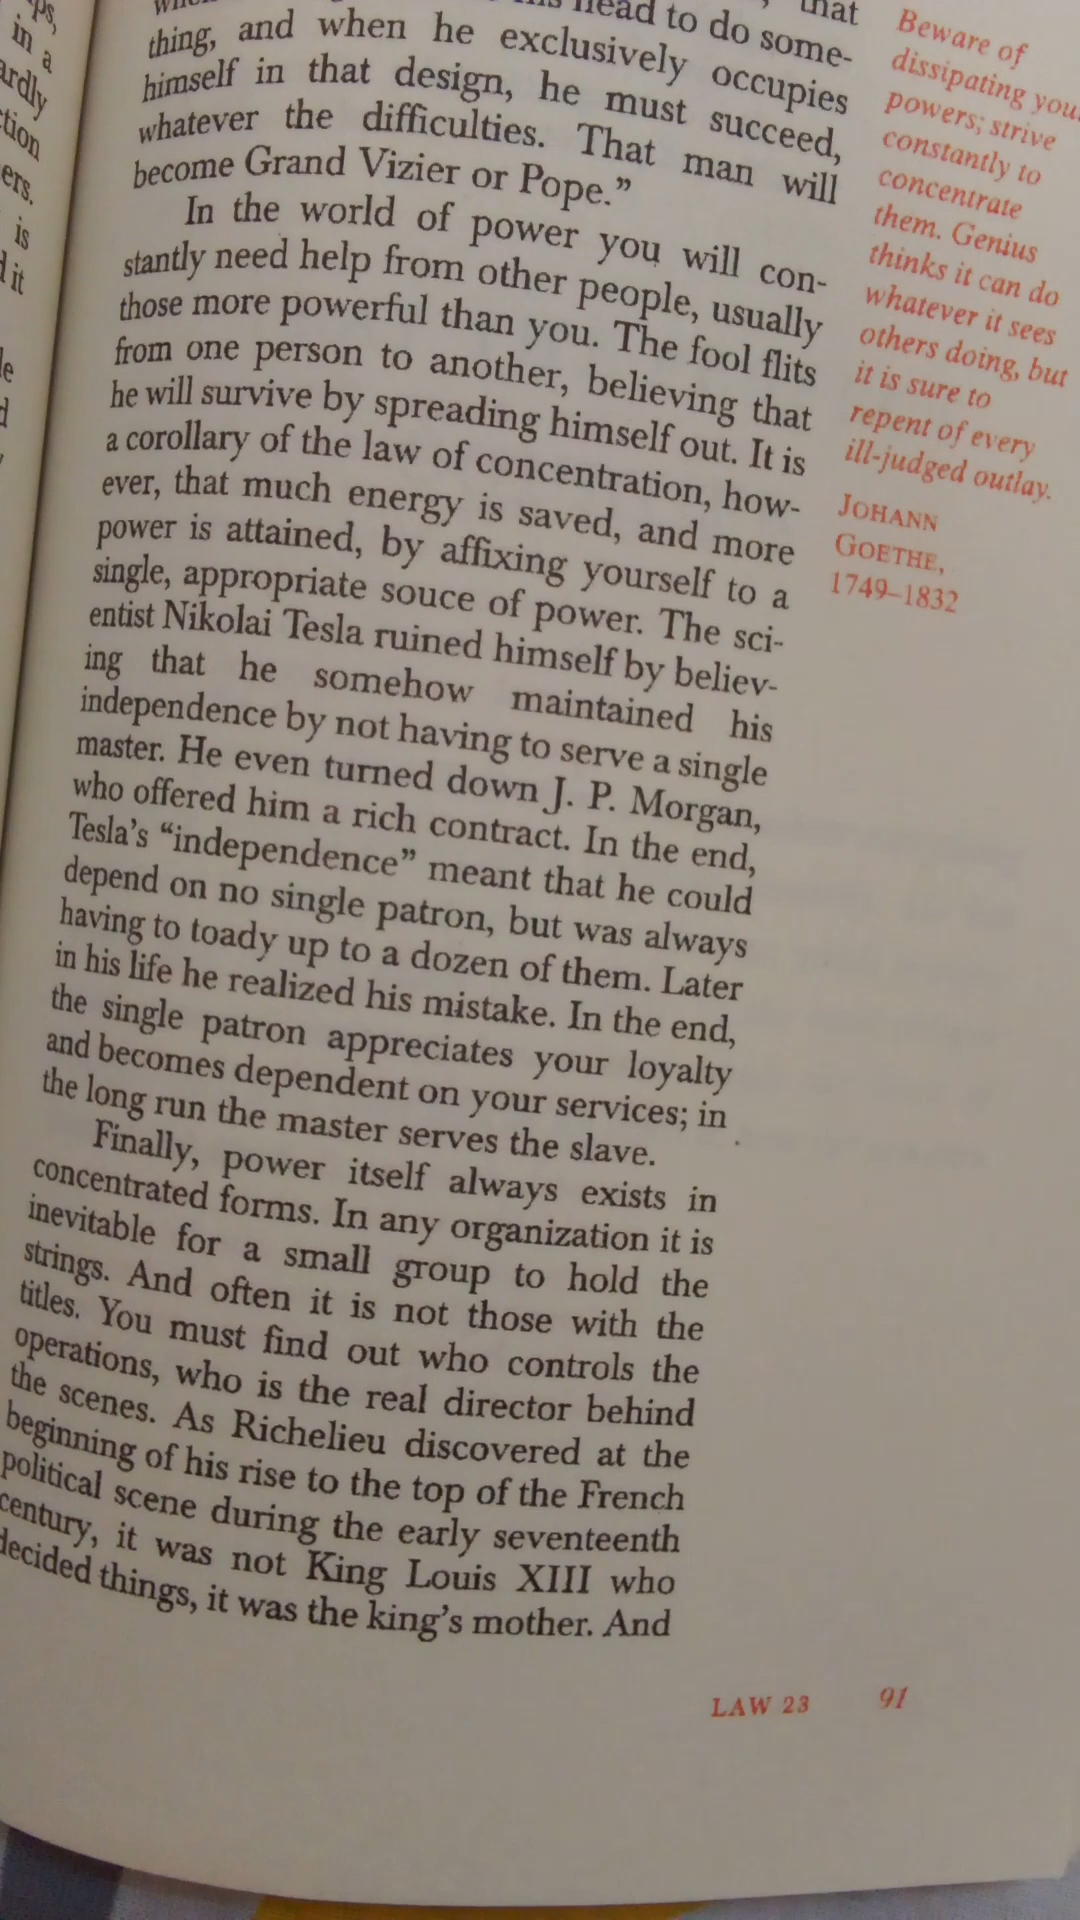 head to do some-
thing, and when he exclusively occupies
himself in that design, he must succeed,
whatever the difficulties. That man will
become Grand Vizier or Pope.”
In the world of power you will con-
stantly need help from other people, usually
those more powerful than you. The fool flits
from one person to another, believing that
he will survive by spreading himself out. It is
a corollary of the law of concentration, how-
ever, that much energy is saved, and more
power is attained, by affixing yourself to a
single, appropriate souce of power. The sci-
entist Nikolai Tesla ruined himself by believ-
ing that he somehow maintained his
independence by not having to serve a single
master. He even turned down J. P. Morgan,
who offered him a rich contract. In the end,
Tesla’s “independence” meant that he could
depend on no single patron, but was always
having to toady up to a dozen of them. Later
in his life he realized his mistake. In the end,
the single patron appreciates your loyalty
and becomes dependent on your services; in
the long run the master serves the slave.
Finally, power itself always exists in
concentrated forms. In any organization it is
inevitable for a small group to hold the
strings. And often it is not those with the
titles. You must find out who controls the
operations, who is the real director behind
the scenes. As Richelieu discovered at the
beginning of his rise to the top of the French
political scene during the early seventeenth
century, it was not King Louis XIII who
decided things, it was the king’s mother. And
Beware of
dissipating you
powers; strive
constantly to
concentrate
them. Genius
thinks it can do
whatever it sees
others doing, but
it is sure to
repent of every
ill-judged outlay.
JOHANN
GOETHE,
1749–1832
LAW 23 91